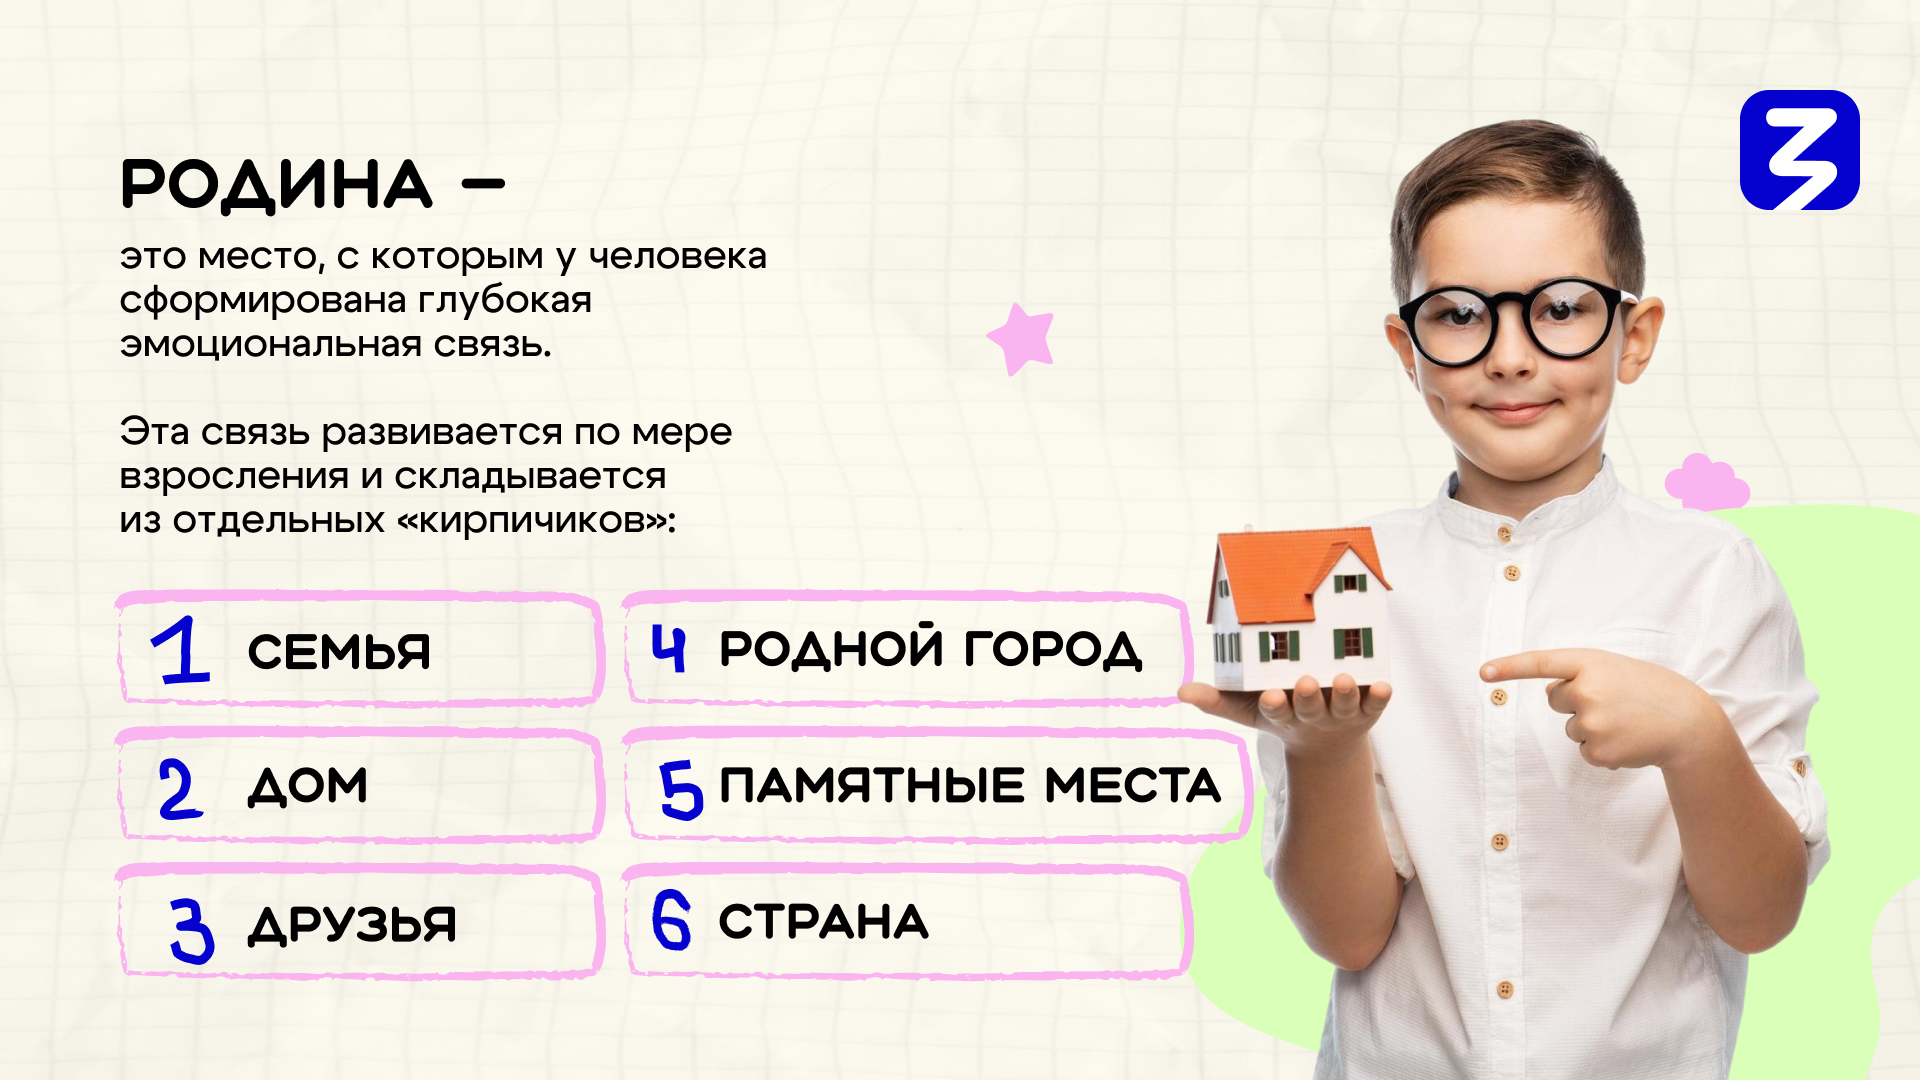 РОДИНА –
это место, с которым у человека
сформирована глубокая
эмоциональная связь.
Эта связь развивается по мере
взросления и складывается
из отдельных «кирпичиков»:
1 СЕМЬЯ
2 ДОМ
3 ДРУЗЬЯ
4 РОДНОЙ ГОРОД
5 ПАМЯТНЫЕ МЕСТА
6 СТРАНА